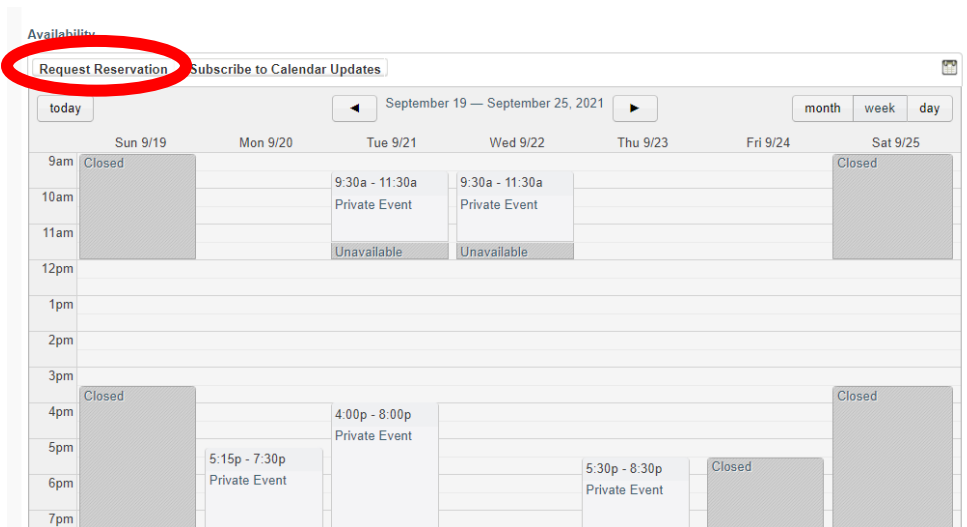 Availability
Request Reservation Subscribe to Calendar Updates
today ◄ September 19 — September 25, 2021 ► month week day
Sun 9/19 Mon 9/20 Tue 9/21 Wed 9/22 Thu 9/23 Fri 9/24 Sat 9/25
9am Closed Closed
9:30a - 11:30a 9:30a - 11:30a
10am Private Event Private Event
11am
Unavailable Unavailable
12pm
1pm
2pm
3pm
Closed Closed
4pm 4:00p - 8:00p
Private Event
5pm
5:15p - 7:30p 5:30p - 8:30p Closed
6pm Private Event Private Event
7pm